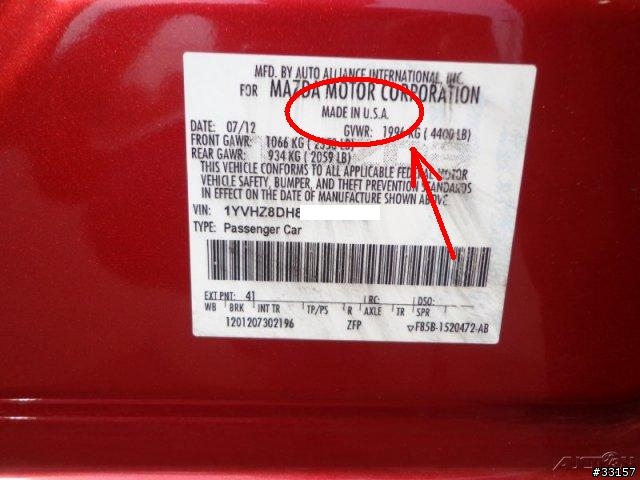 MFD. BY AUTO ALLIANCE INTERNATIONAL, INC.
FOR MAZDA MOTOR CORPORATION
MADE IN U.S.A.
DATE: 07/12 GVWR: 1996 KG ( 4400 LB)
FRONT GAWR: 1066 KG ( 2350 LB)
REAR GAWR: 934 KG ( 2059 LB)
THIS VEHICLE CONFORMS TO ALL APPLICABLE FEDERAL MOTOR
VEHICLE SAFETY, BUMPER, AND THEFT PREVENTION STANDARDS
IN EFFECT ON THE DATE OF MANUFACTURE SHOWN ABOVE
VIN: 1YVHZ8DH8
TYPE: Passenger Car
EXT PNT: 41 RC: DSO:
WB BRK INT TR TP/PS R AXLE TR SPR
1201207302196 ZFP F85B-1520472-AB
#33157